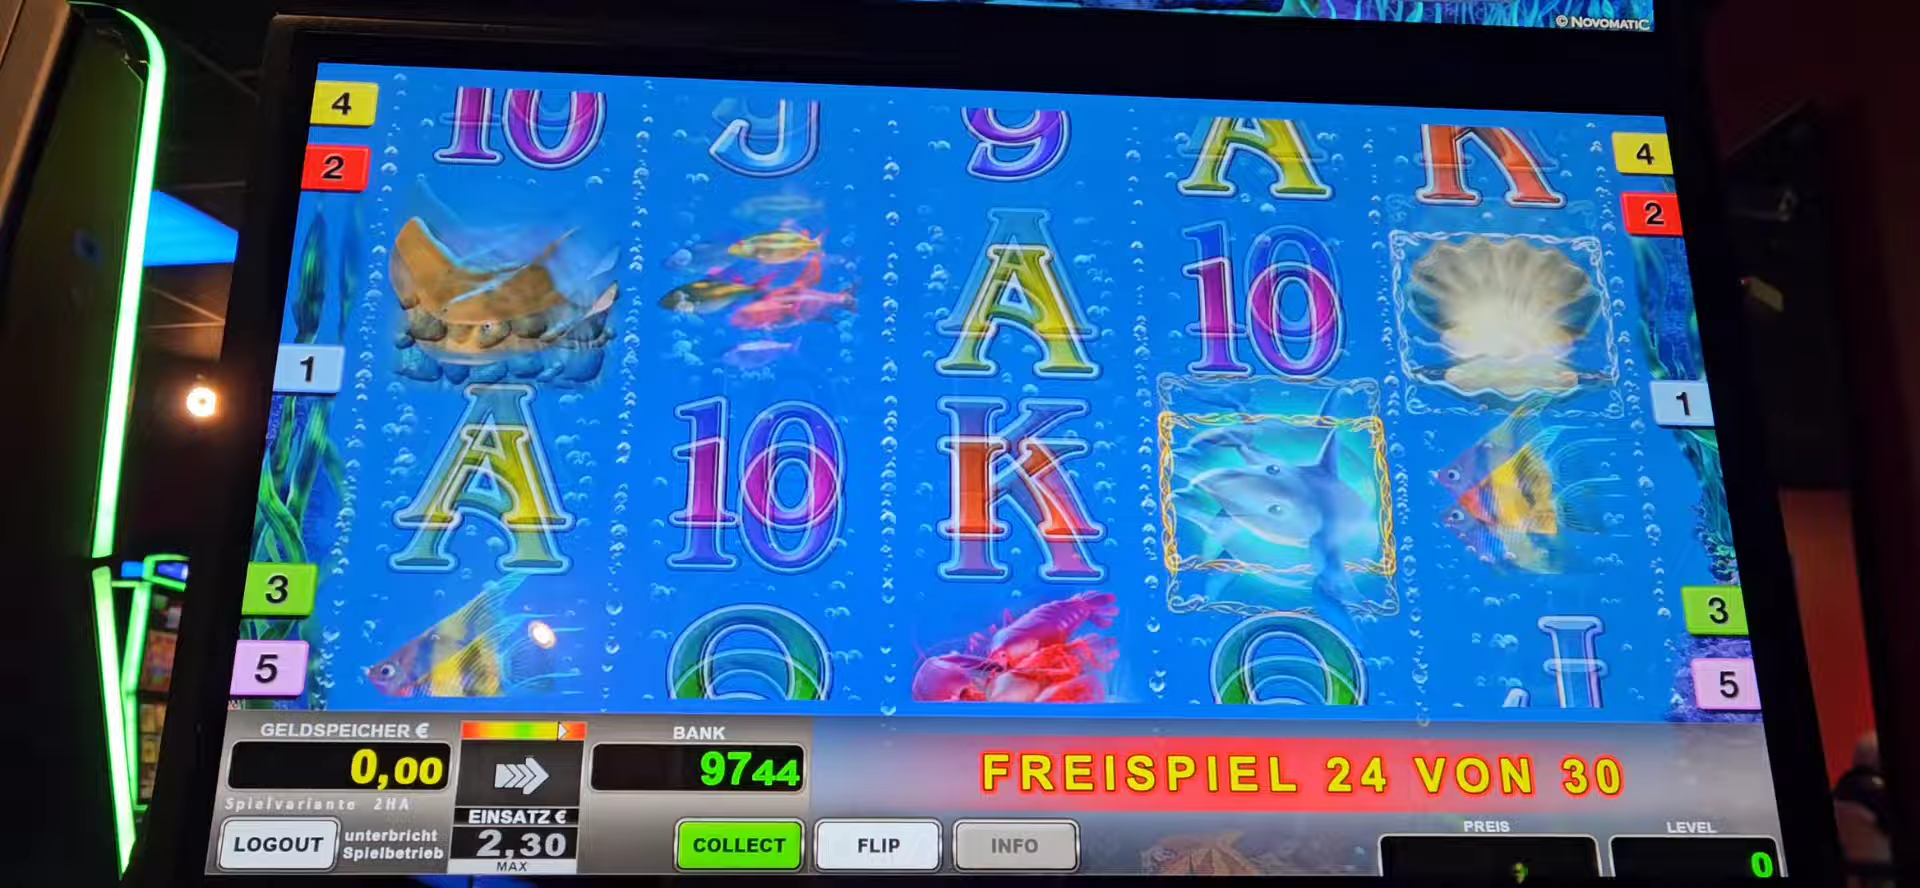 © NOVOMATIC
4
4
2
2
1
1
3
3
5
5
10 J 9 A K
A 10
A 10 K
Q Q J
GELDSPEICHER €
0,00
BANK
9744
FREISPIEL 24 VON 30
Spielvariante 2HA
EINSATZ €
2,30
MAX
LOGOUT
unterbricht
Spielbetrieb
COLLECT
FLIP
INFO
PREIS
LEVEL
0